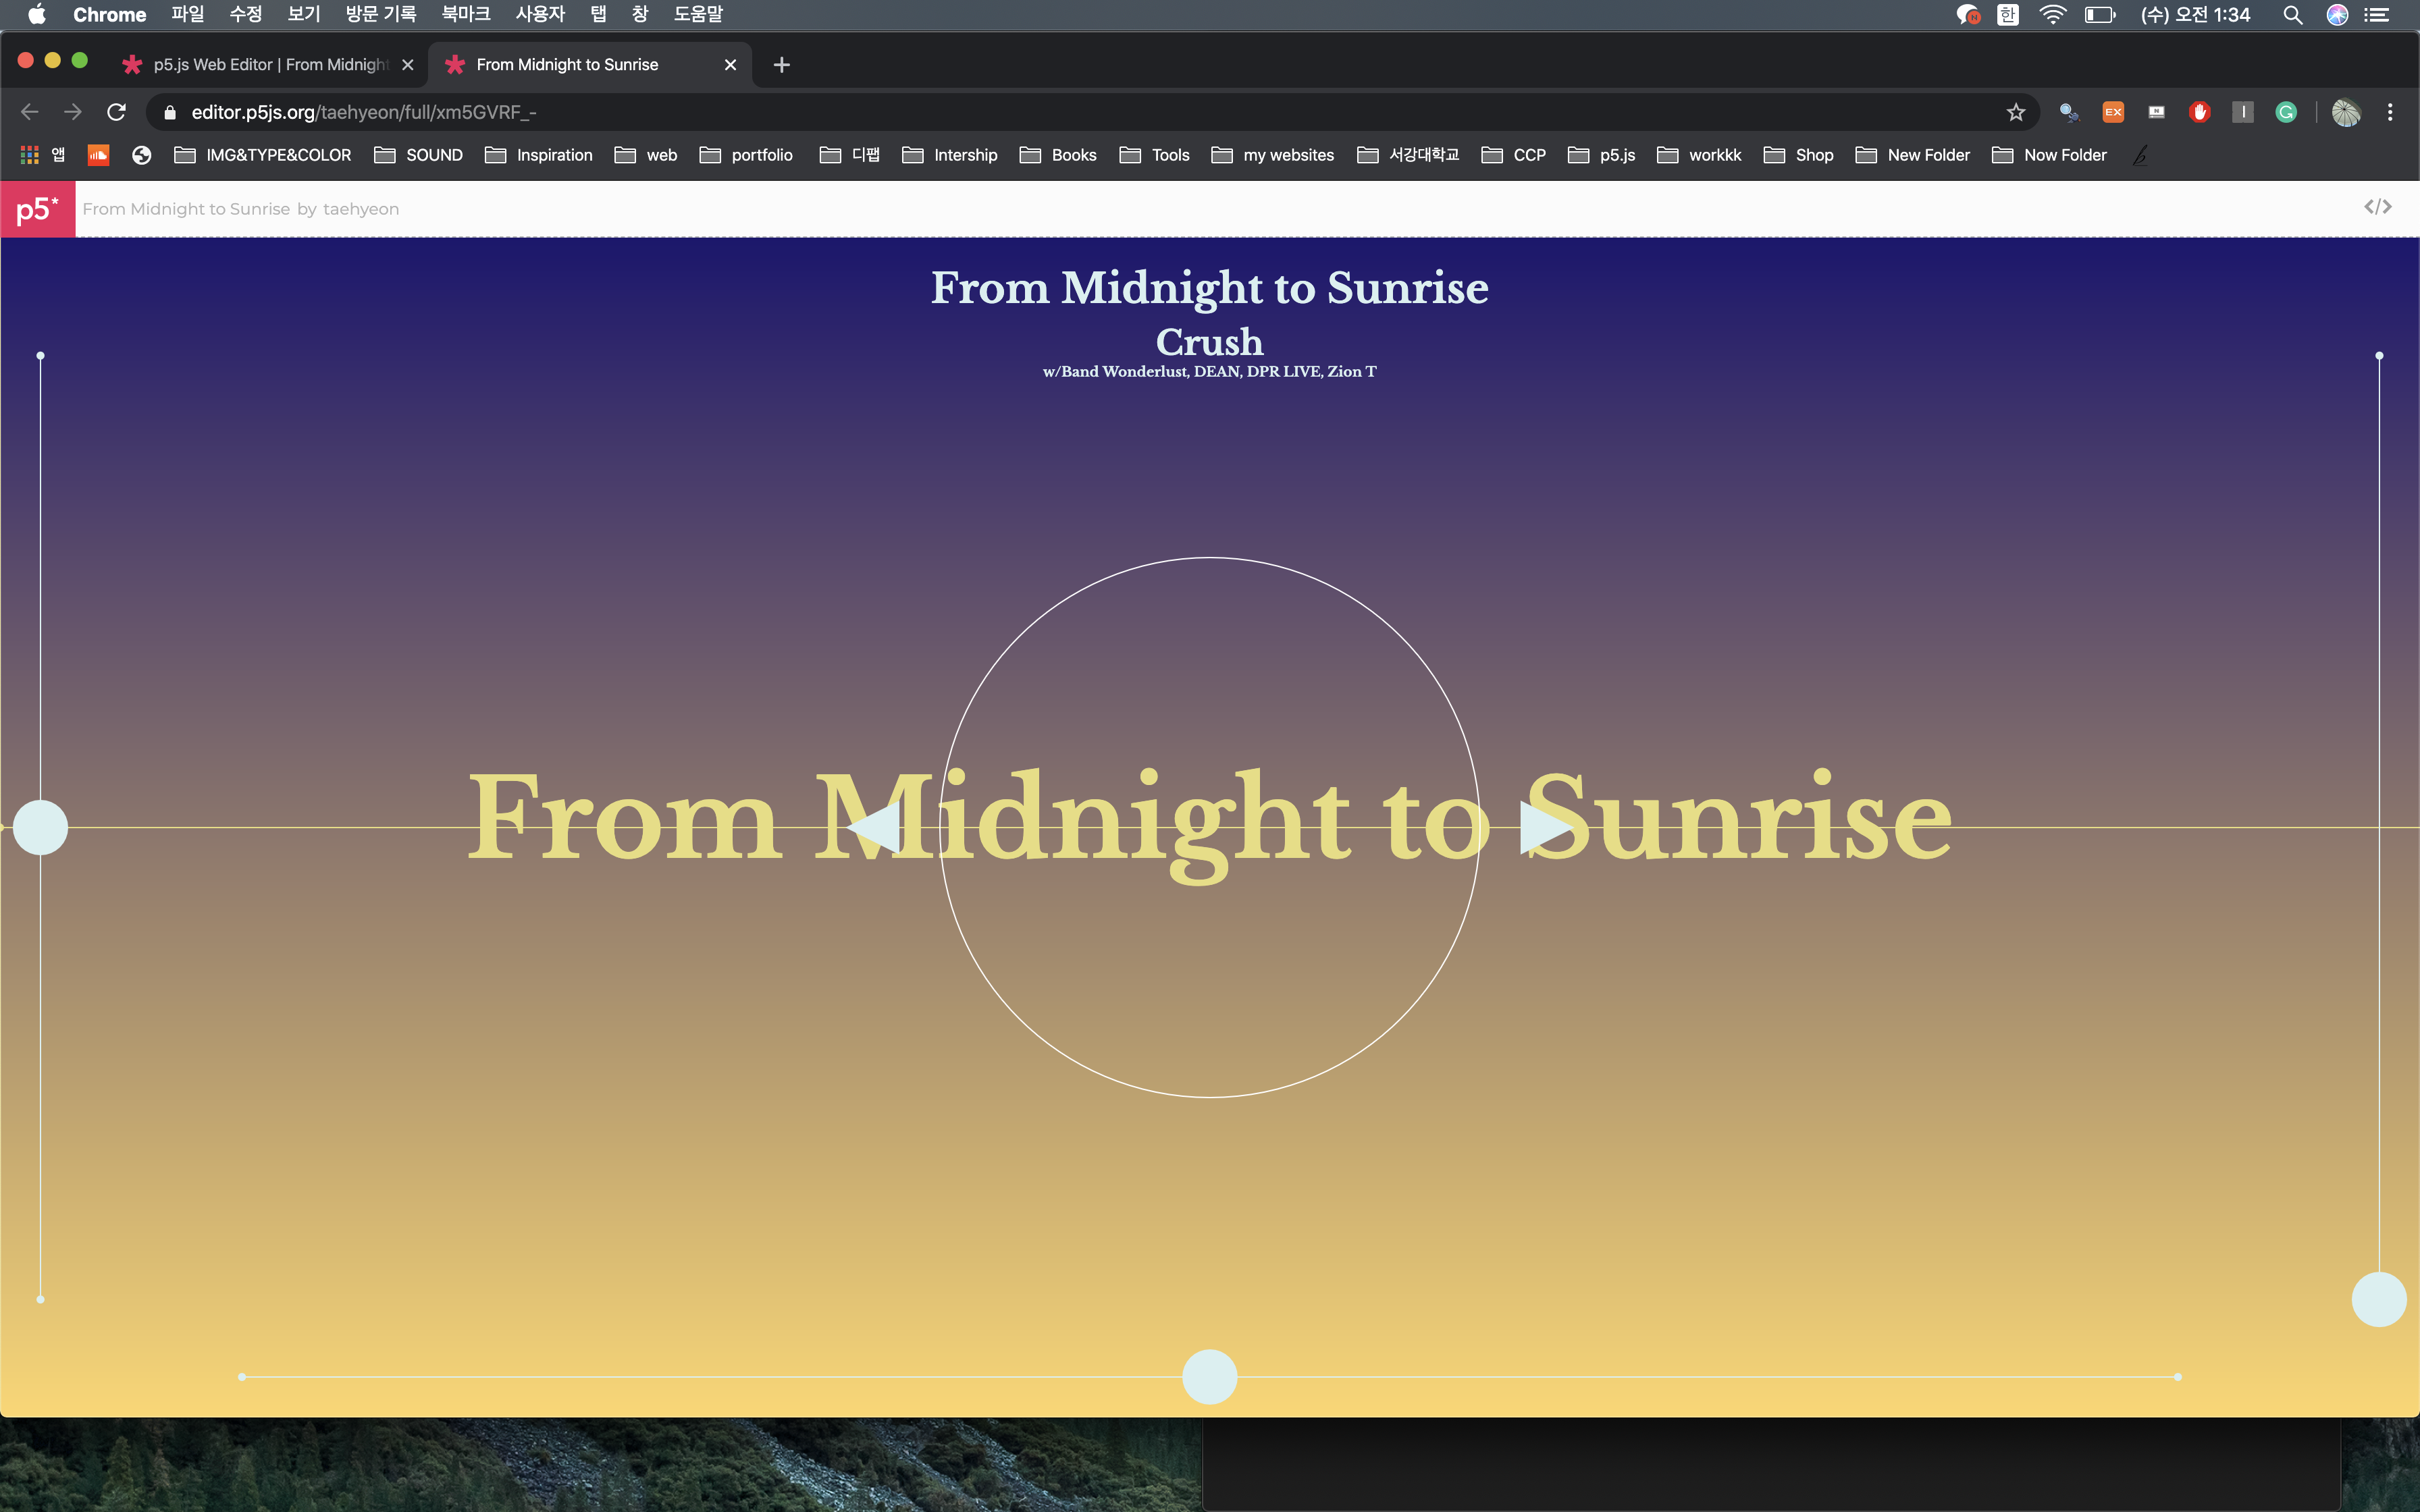 Chrome 파일 수정 보기 방문 기록 북마크 사용자 탭 창 도움말 한 (수) 오전 1:34
p5.js Web Editor | From Midnight From Midnight to Sunrise
editor.p5js.org/taehyeon/full/xm5GVRF_- EX
앱 IMG&TYPE&COLOR SOUND Inspiration web portfolio 디팹 Intership Books Tools my websites 서강대학교 CCP p5.js workkk Shop New Folder Now Folder
p5* From Midnight to Sunrise by taehyeon </>
From Midnight to Sunrise
Crush
w/Band Wonderlust, DEAN, DPR LIVE, Zion T
From Midnight to Sunrise